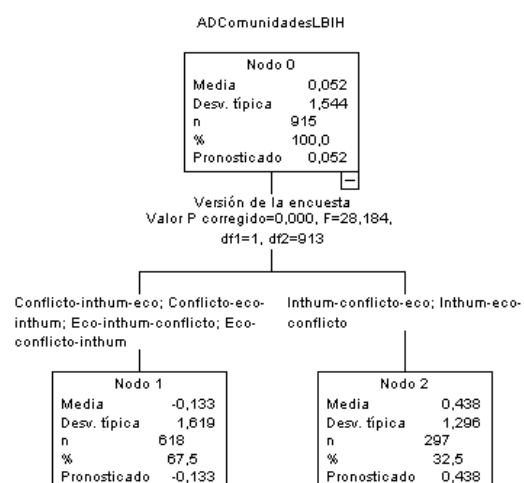 ADComunidadesLBIH
Nodo 0
Media 0,052
Desv. típica 1,544
n 915
% 100,0
Pronosticado 0,052
Versión de la encuesta
Valor P corregido=0,000, F=28,184,
df1=1, df2=913
Conflicto-inthum-eco; Conflicto-eco-
inthum; Eco-inthum-conflicto; Eco-
conflicto-inthum
Inthum-conflicto-eco; Inthum-eco-
conflicto
Nodo 1
Media -0,133
Desv. típica 1,619
n 618
% 67,5
Pronosticado -0,133
Nodo 2
Media 0,438
Desv. típica 1,296
n 297
% 32,5
Pronosticado 0,438